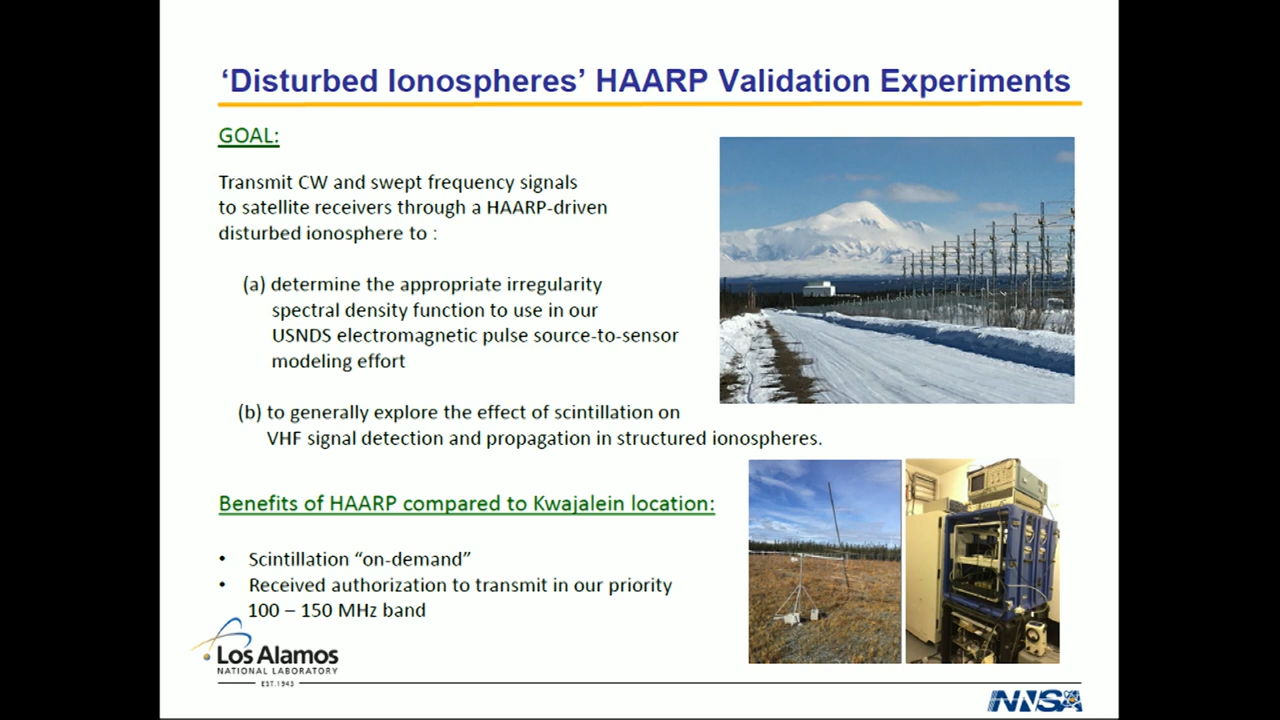 ‘Disturbed Ionospheres’ HAARP Validation Experiments
GOAL:
Transmit CW and swept frequency signals
to satellite receivers through a HAARP-driven
disturbed ionosphere to :
(a) determine the appropriate irregularity
spectral density function to use in our
USNDS electromagnetic pulse source-to-sensor
modeling effort
(b) to generally explore the effect of scintillation on
VHF signal detection and propagation in structured ionospheres.
Benefits of HAARP compared to Kwajalein location:
• Scintillation “on-demand”
• Received authorization to transmit in our priority
100 – 150 MHz band
Los Alamos
NATIONAL LABORATORY
EST.1943
NNSA